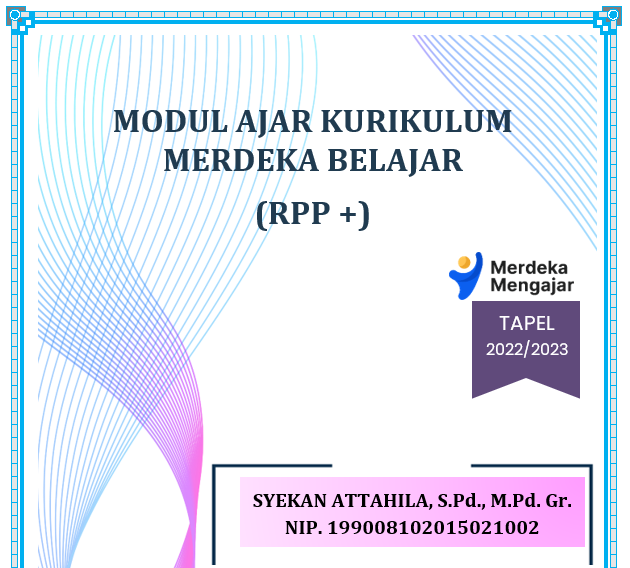 MODUL AJAR KURIKULUM
MERDEKA BELAJAR
(RPP +)
Merdeka
Mengajar
TAPEL
2022/2023
SYEKAN ATTAHILA, S.Pd., M.Pd. Gr.
NIP. 199008102015021002